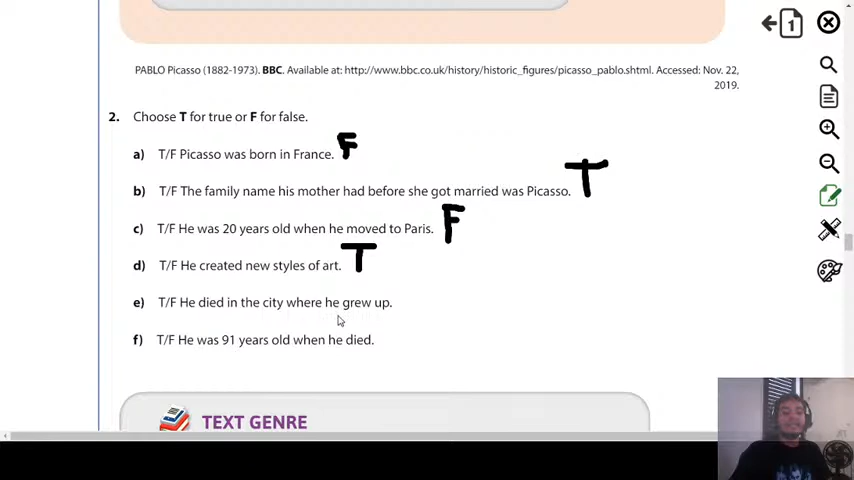 1
PABLO Picasso (1882-1973). BBC. Available at: http://www.bbc.co.uk/history/historic_figures/picasso_pablo.shtml. Accessed: Nov. 22,
2019.
2. Choose T for true or F for false.
a) T/F Picasso was born in France. F
b) T/F The family name his mother had before she got married was Picasso. T
c) T/F He was 20 years old when he moved to Paris. F
d) T/F He created new styles of art. T
e) T/F He died in the city where he grew up.
f) T/F He was 91 years old when he died.
TEXT GENRE